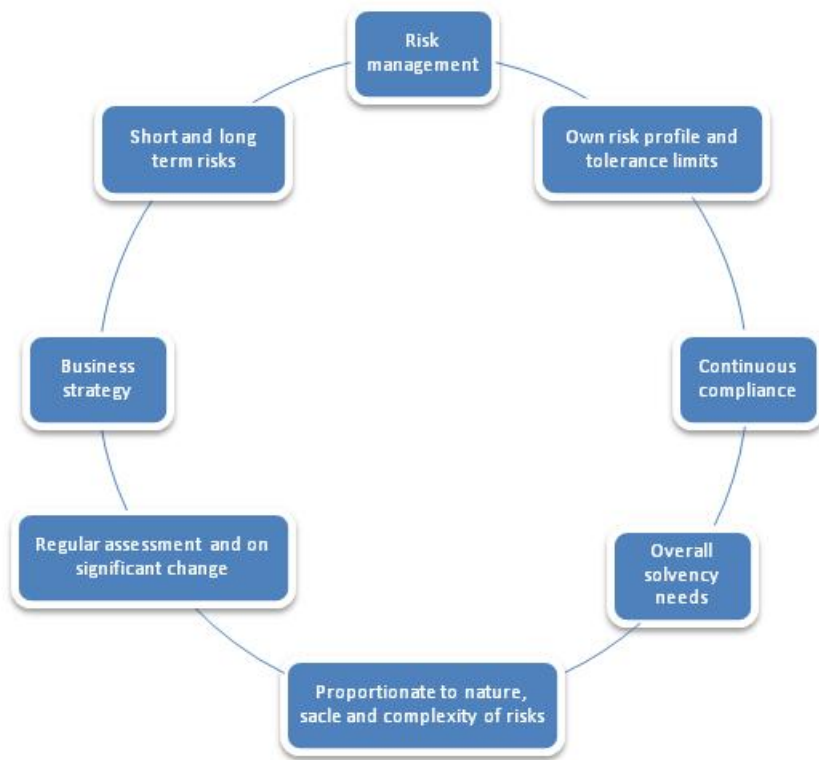 Risk
management
Own risk profile and
tolerance limits
Continuous
compliance
Overall
solvency
needs
Proportionate to nature,
sacle and complexity of risks
Regular assessment and on
significant change
Business
strategy
Short and long
term risks